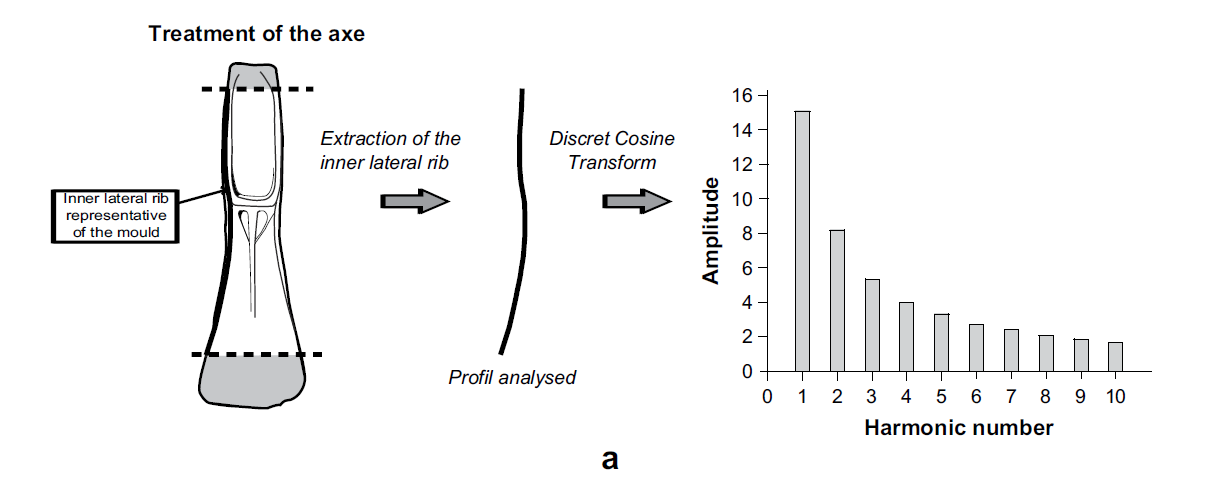 Treatment of the axe
Inner lateral rib
representative
of the mould
Extraction of the
inner lateral rib
Profil analysed
Discret Cosine
Transform
Amplitude
16
14
12
10
8
6
4
2
0
0 1 2 3 4 5 6 7 8 9 10
Harmonic number
a